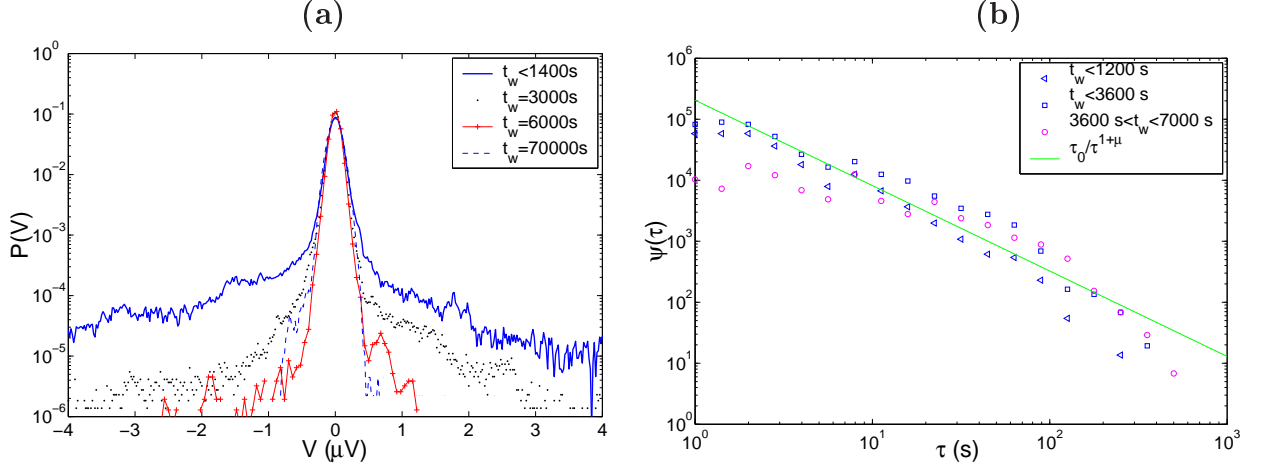 (a)
10^0
10^-1
10^-2
10^-3
10^-4
10^-5
10^-6
P(V)
−4 −3 −2 −1 0 1 2 3 4
V (μV)
t_w<1400s
t_w=3000s
t_w=6000s
t_w=70000s
(b)
10^6
10^5
10^4
10^3
10^2
10^1
10^0
ψ(τ)
10^0 10^1 10^2 10^3
τ (s)
t_w<1200 s
t_w<3600 s
3600 s<t_w<7000 s
τ_0/τ^1+μ